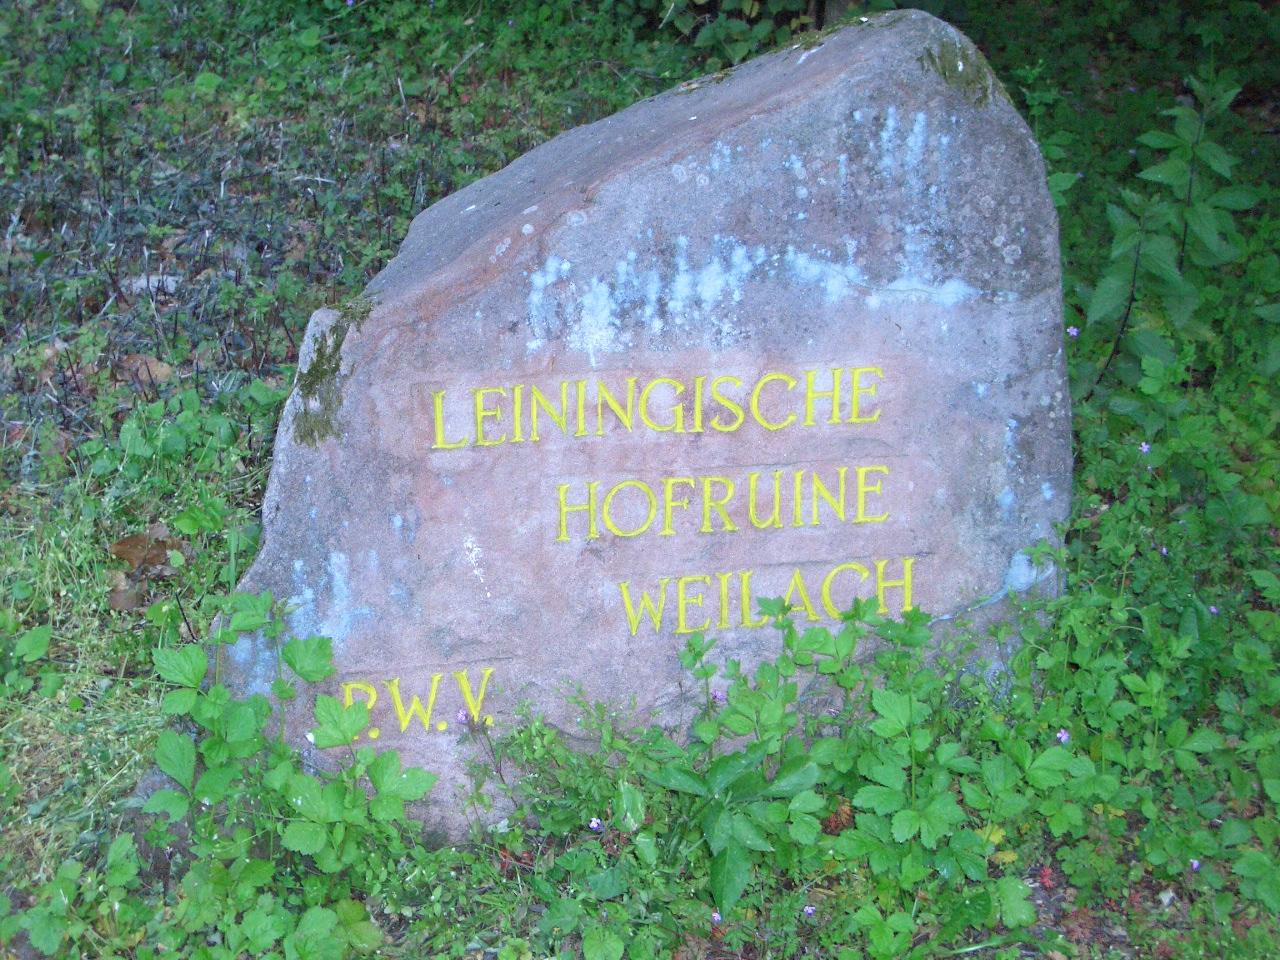 LEININGISCHE
HOFRUINE
WEILACH
P.W.V.